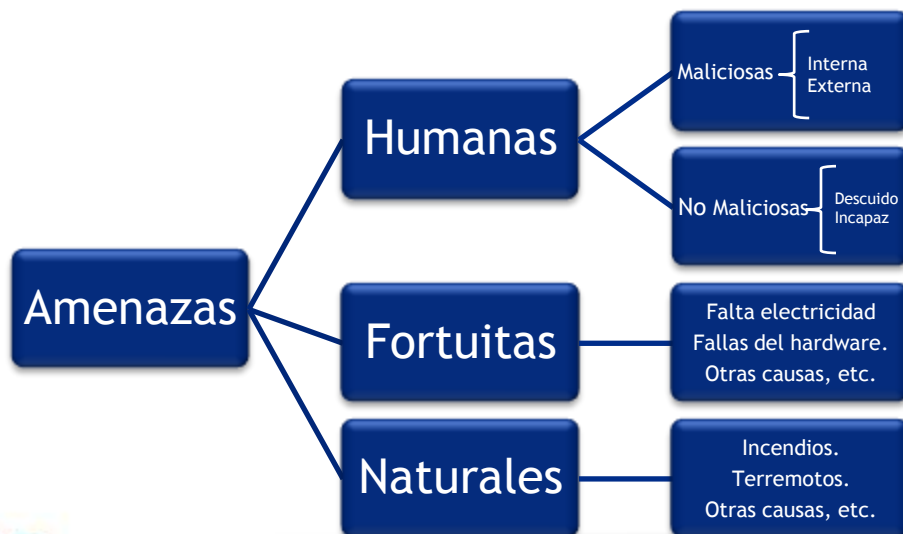 Amenazas
Humanas
Maliciosas
Interna
Externa
No Maliciosas
Descuido
Incapaz
Fortuitas
Falta electricidad
Fallas del hardware.
Otras causas, etc.
Naturales
Incendios.
Terremotos.
Otras causas, etc.